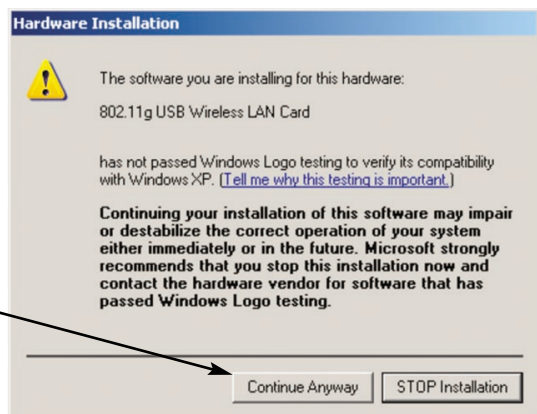 Hardware Installation
The software you are installing for this hardware:
802.11g USB Wireless LAN Card
has not passed Windows Logo testing to verify its compatibility
with Windows XP. (Tell me why this testing is important.)
Continuing your installation of this software may impair
or destabilize the correct operation of your system
either immediately or in the future. Microsoft strongly
recommends that you stop this installation now and
contact the hardware vendor for software that has
passed Windows Logo testing.
Continue Anyway
STOP Installation